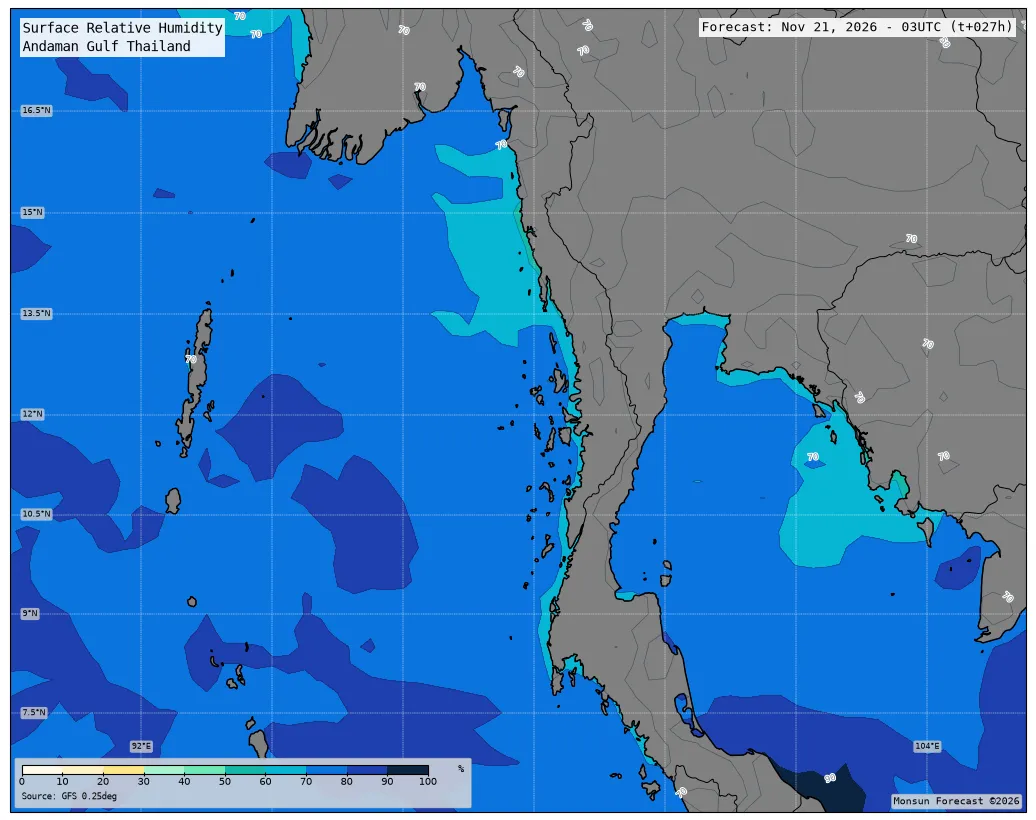 Surface Relative Humidity
Andaman Gulf Thailand
Forecast: Nov 21, 2026 - 03UTC (t+027h)
70
70
70
70
70
70
70
70
16.5°N
70
15°N
70
13.5°N
70
70
70
12°N
70
70
10.5°N
70
9°N
7.5°N
92°E
104°E
90
70
%
0 10 20 30 40 50 60 70 80 90 100
Source: GFS 0.25deg
Monsun Forecast ©2026